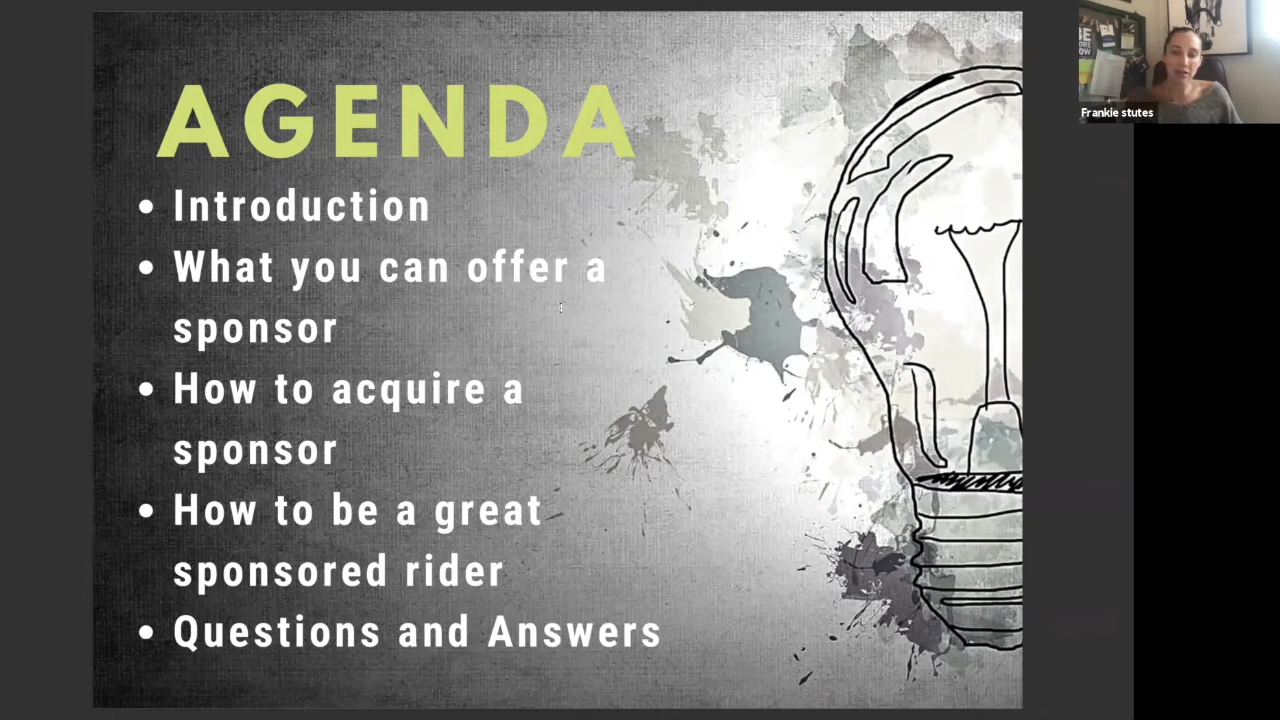 AGENDA
Introduction
What you can offer a
sponsor
How to acquire a
sponsor
How to be a great
sponsored rider
Questions and Answers
Frankie stutes